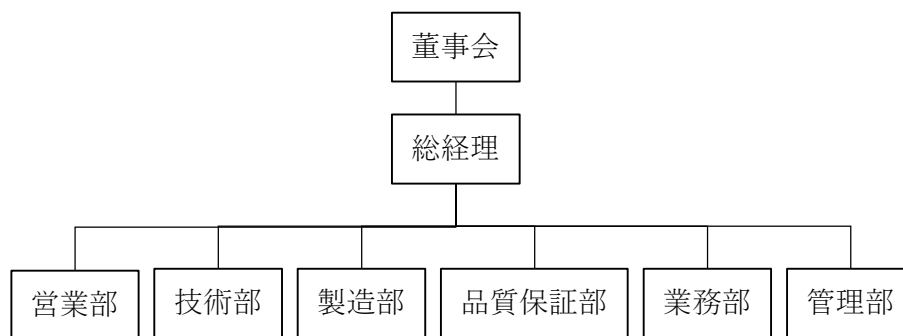 董事会
総経理
営業部
技術部
製造部
品質保証部
業務部
管理部